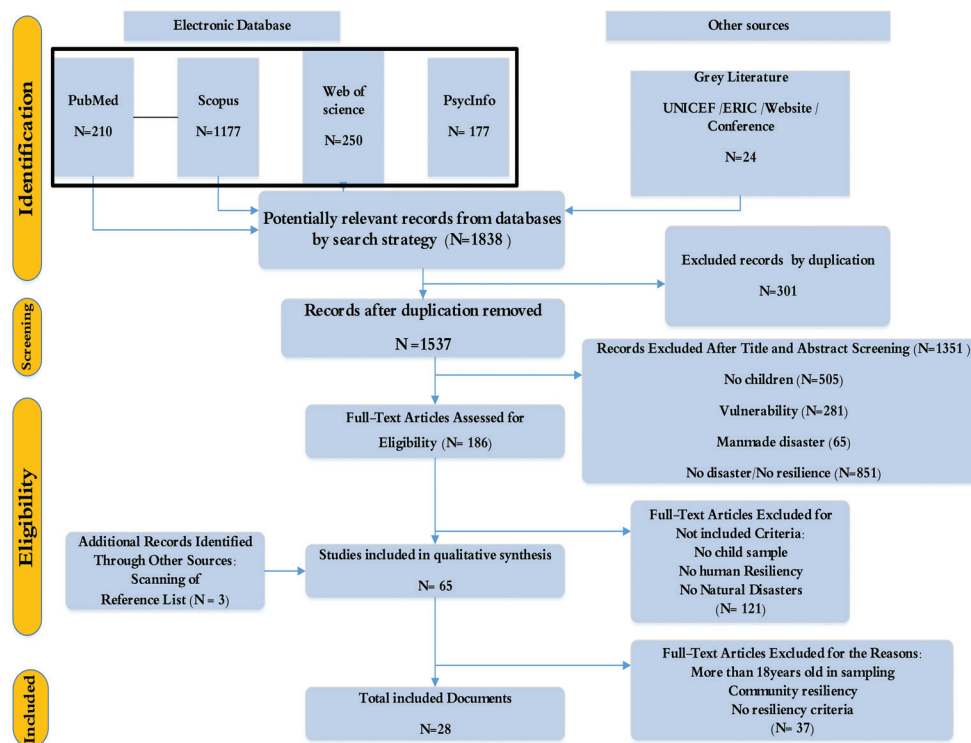 Identification
Electronic Database
Other sources
PubMed
N=210
Scopus
N=1177
Web of
science
N=250
PsycInfo
N= 177
Grey Literature
UNICEF /ERIC /Website /
Conference
N=24
Potentially relevant records from databases
by search strategy (N=1838 )
Excluded records by duplication
N=301
Screening
Records after duplication removed
N =1537
Records Excluded After Title and Abstract Screening (N=1351 )
No children (N=505)
Vulnerability (N=281)
Manmade disaster (65)
No disaster/No resilience (N=851)
Eligibility
Full-Text Articles Assessed for
Eligibility (N= 186)
Full-Text Articles Excluded for
Not included Criteria:
No child sample
No human Resiliency
No Natural Disasters
(N= 121)
Additional Records Identified
Through Other Sources:
Scanning of
Reference List (N = 3)
Studies included in qualitative synthesis
N= 65
Full-Text Articles Excluded for the Reasons:
More than 18years old in sampling
Community resiliency
No resiliency criteria
(N= 37)
Included
Total included Documents
N=28